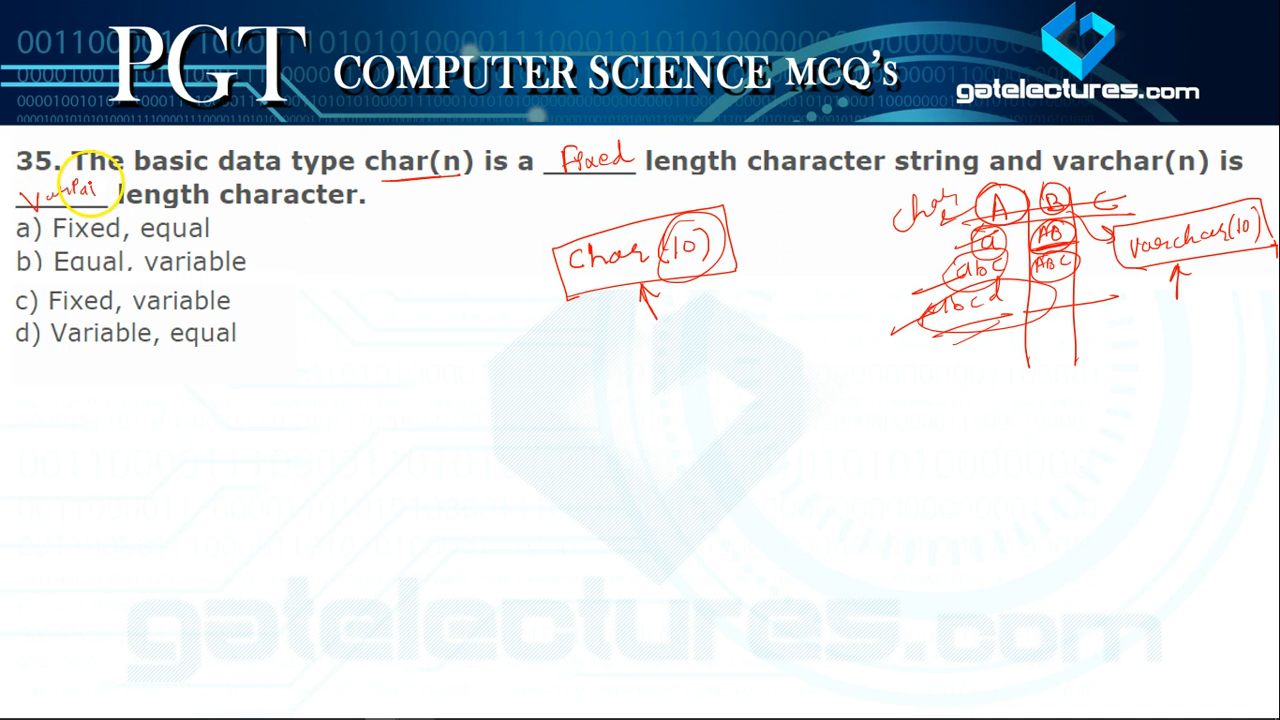 PGT COMPUTER SCIENCE MCQ'S
gatelectures.com
35. The basic data type char(n) is a Fixed length character string and varchar(n) is
length character.
a) Fixed, equal
b) Equal, variable
c) Fixed, variable
d) Variable, equal
char (10)
char A B C
a AB
abc ABC
abcd
varchar(10)
gatelectures.com